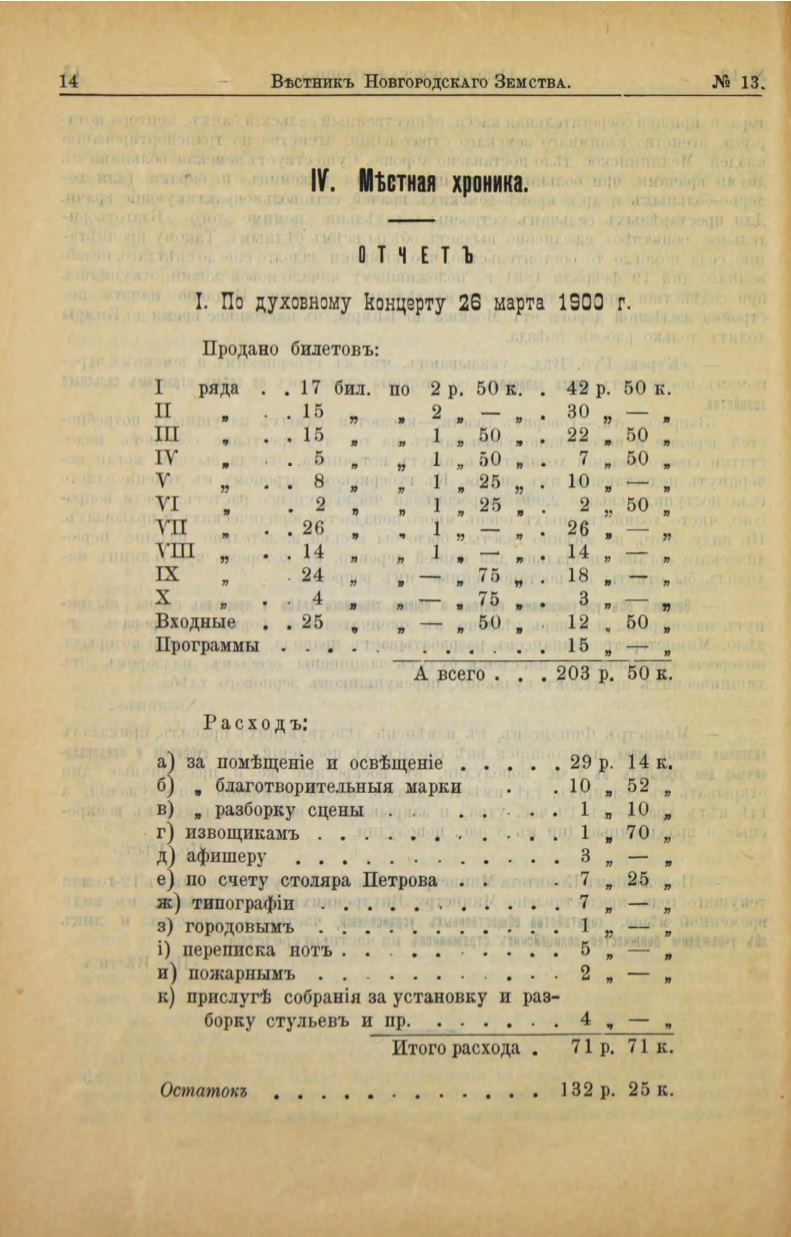 14 Вѣстникъ Новгородскаго Земства. № 13.
IV. Мѣстная хроника.
ОТЧЕТЪ
I. По духовному концерту 26 марта 1900 г.
Продано билетовъ:
I ряда . . 17 бил. по 2 р. 50 к. . 42 р. 50 к.
II „ . . 15 „ „ 2 „ — „ . 30 „ — „
III „ . . 15 „ „ 1 „ 50 „ . 22 „ 50 „
IV „ . . 5 „ „ 1 „ 50 „ . 7 „ 50 „
V „ . . 8 „ „ 1 „ 25 „ . 10 „ — „
VI „ . 2 „ „ 1 „ 25 „ . 2 „ 50 „
VII „ . . 26 „ „ 1 „ — „ . 26 „ — „
VIII „ . . 14 „ „ 1 „ — „ . 14 „ — „
IX „ . 24 „ „ — „ 75 „ . 18 „ — „
X „ . . 4 „ „ — „ 75 „ . 3 „ — „
Входные . . 25 „ „ — „ 50 „ . 12 „ 50 „
Программы . . . . . . . . . . . 15 „ — „
А всего . . . 203 р. 50 к.
Расходъ:
а) за помѣщеніе и освѣщеніе . . . . . 29 р. 14 к.
б) „ благотворительныя марки . . 10 „ 52 „
в) „ разборку сцены . . . . . . . 1 „ 10 „
г) извощикамъ . . . . . . . . . . . 1 „ 70 „
д) афишеру . . . . . . . . . . . . 3 „ — „
е) по счету столяра Петрова . . . 7 „ 25 „
ж) типографіи . . . . . . . . . . . 7 „ — „
з) городовымъ . . . . . . . . . . . 1 „ — „
і) переписка нотъ . . . . . . . . . . 5 „ — „
и) пожарнымъ . . . . . . . . . . . 2 „ — „
к) прислугѣ собранія за установку и раз-
борку стульевъ и пр. . . . . . . 4 „ — „
Итого расхода . 71 р. 71 к.
Остатокъ . . . . . . . . . . . . 132 р. 25 к.